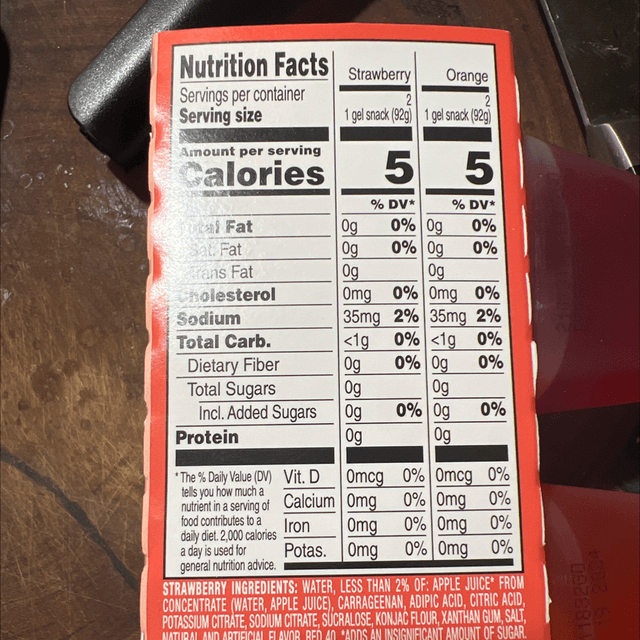 Nutrition Facts Strawberry Orange
Servings per container 2 2
Serving size 1 gel snack (92g) 1 gel snack (92g)
Amount per serving
Calories 5 5
% DV* % DV*
Total Fat 0g 0% 0g 0%
Sat. Fat 0g 0% 0g 0%
Trans Fat 0g 0g
Cholesterol 0mg 0% 0mg 0%
Sodium 35mg 2% 35mg 2%
Total Carb. <1g 0% <1g 0%
Dietary Fiber 0g 0% 0g 0%
Total Sugars 0g 0g
Incl. Added Sugars 0g 0% 0g 0%
Protein 0g 0g
*The % Daily Value (DV)
tells you how much a
nutrient in a serving of
food contributes to a
daily diet. 2,000 calories
a day is used for
general nutrition advice.
Vit. D 0mcg 0% 0mcg 0%
Calcium 0mg 0% 0mg 0%
Iron 0mg 0% 0mg 0%
Potas. 0mg 0% 0mg 0%
STRAWBERRY INGREDIENTS: WATER, LESS THAN 2% OF: APPLE JUICE* FROM
CONCENTRATE (WATER, APPLE JUICE), CARRAGEENAN, ADIPIC ACID, CITRIC ACID,
POTASSIUM CITRATE, SODIUM CITRATE, SUCRALOSE, KONJAC FLOUR, XANTHAN GUM, SALT,
NATURAL AND ARTIFICIAL FLAVOR, RED 40. *ADDS AN INSIGNIFICANT AMOUNT OF SUGAR.